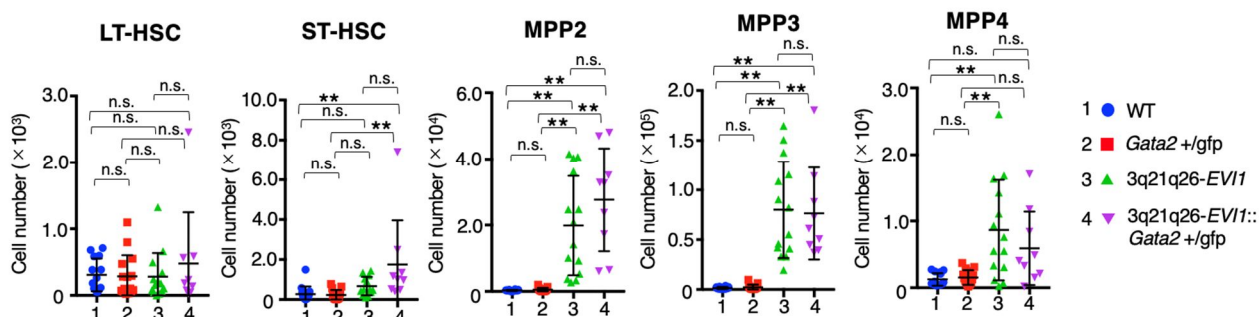 LT-HSC
Cell number (×10³)
3.0
2.0
1.0
0
n.s.
n.s.
n.s.
n.s.
n.s.
n.s.
1 2 3 4
ST-HSC
Cell number (×10³)
10.0
8.0
6.0
4.0
2.0
0
n.s.
**
n.s.
**
n.s.
n.s.
1 2 3 4
MPP2
Cell number (×10⁴)
6.0
4.0
2.0
0
n.s.
**
**
**
**
n.s.
1 2 3 4
MPP3
Cell number (×10⁵)
2.0
1.5
1.0
0.5
0
n.s.
**
**
**
**
n.s.
1 2 3 4
MPP4
Cell number (×10⁴)
3.0
2.0
1.0
0
n.s.
n.s.
**
n.s.
**
n.s.
1 2 3 4
1 WT
2 Gata2 +/gfp
3 3q21q26-EVI1
4 3q21q26-EVI1::
Gata2 +/gfp